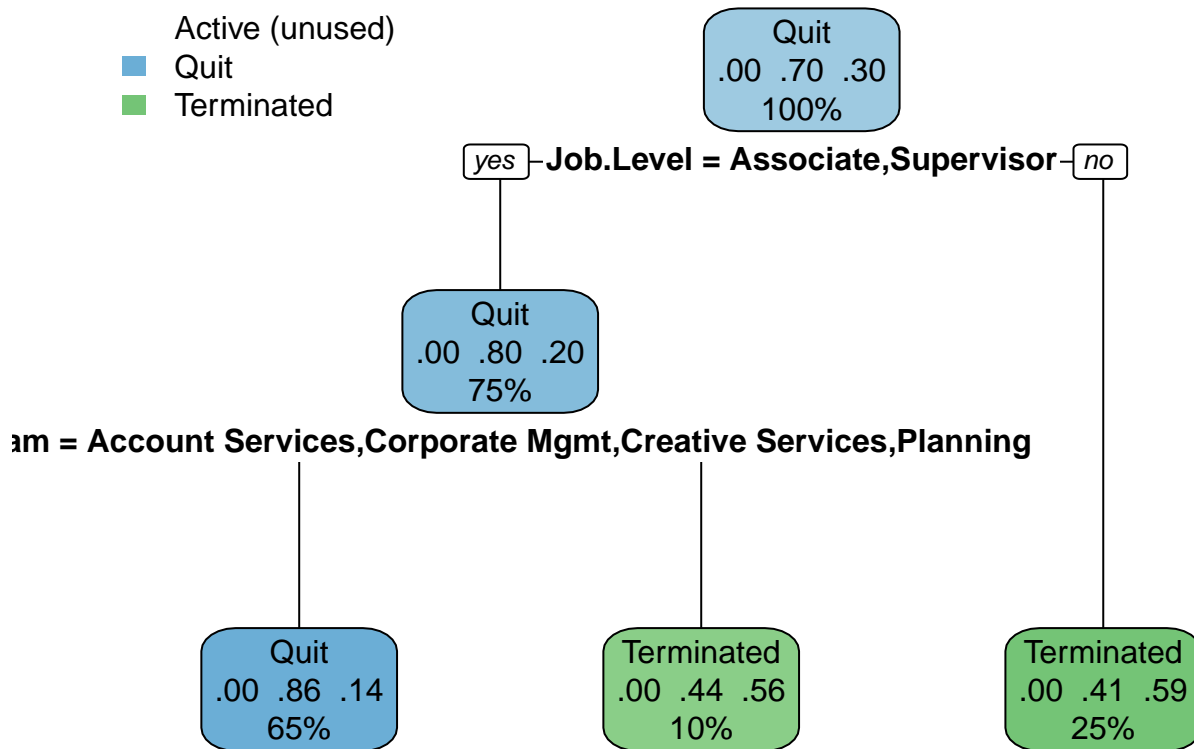 Active (unused)
Quit
Terminated
Quit
.00 .70 .30
100%
yes Job.Level = Associate,Supervisor no
Quit
.00 .80 .20
75%
am = Account Services,Corporate Mgmt,Creative Services,Planning
Quit
.00 .86 .14
65%
Terminated
.00 .44 .56
10%
Terminated
.00 .41 .59
25%